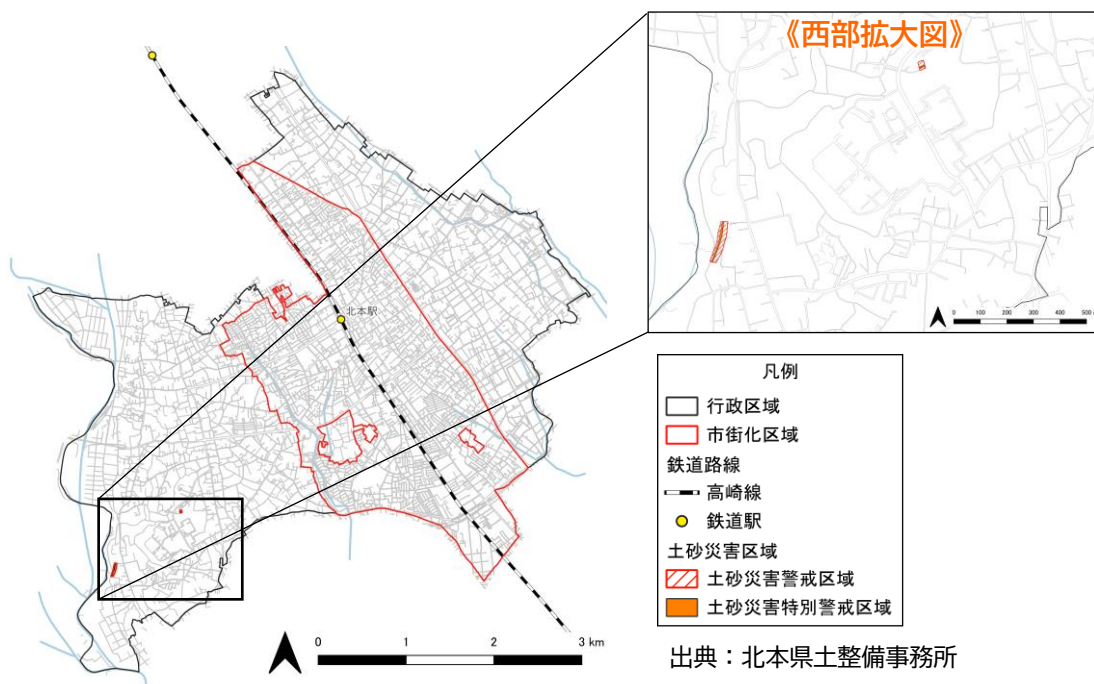 《西部拡大図》
0 100 200 300 400 500
北本駅
凡例
行政区域
市街化区域
鉄道路線
高崎線
鉄道駅
土砂災害区域
土砂災害警戒区域
土砂災害特別警戒区域
0 1 2 3 km
出典：北本県土整備事務所